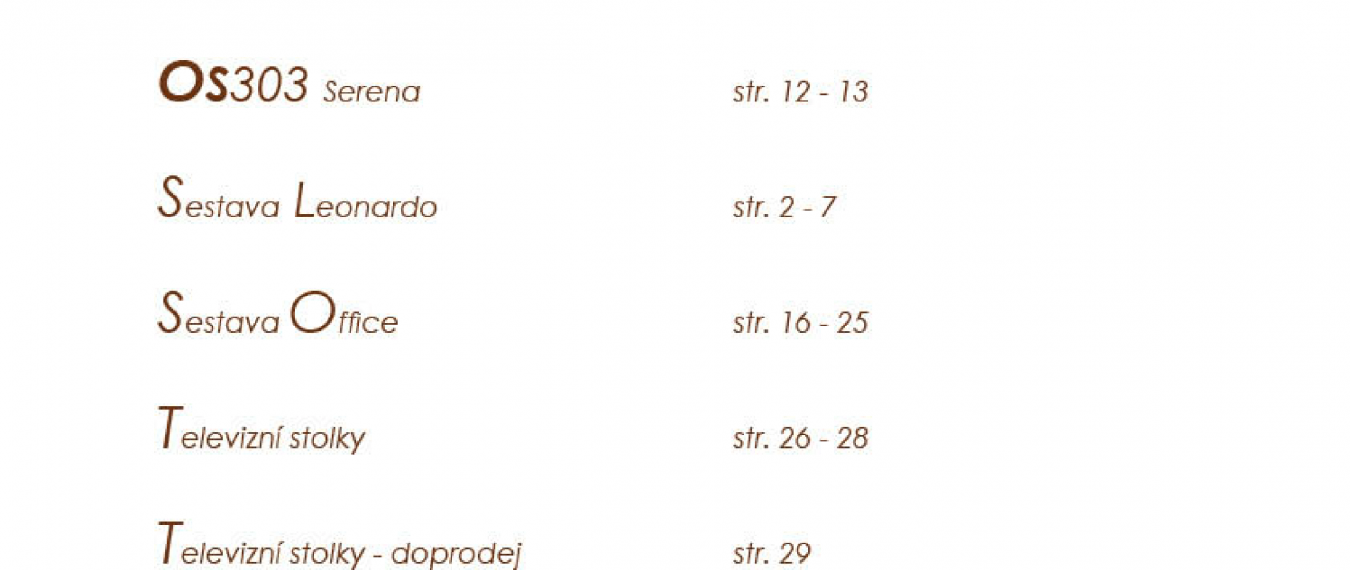 OS303 Serena str. 12 - 13
Sestava Leonardo str. 2 - 7
Sestava Office str. 16 - 25
Televizní stolky str. 26 - 28
Televizní stolky - doprodej str. 29